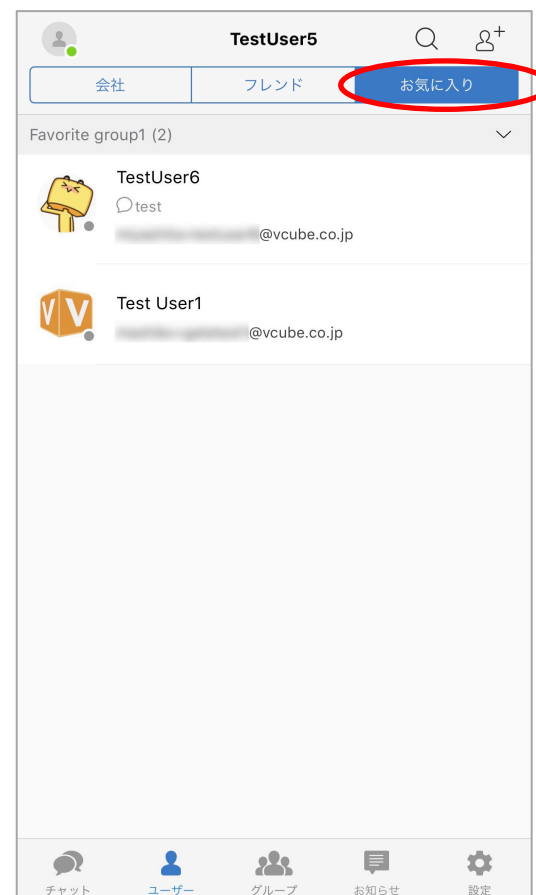 TestUser5
会社 フレンド お気に入り
Favorite group1 (2)
TestUser6
test
@vcube.co.jp
Test User1
@vcube.co.jp
チャット ユーザー グループ お知らせ 設定